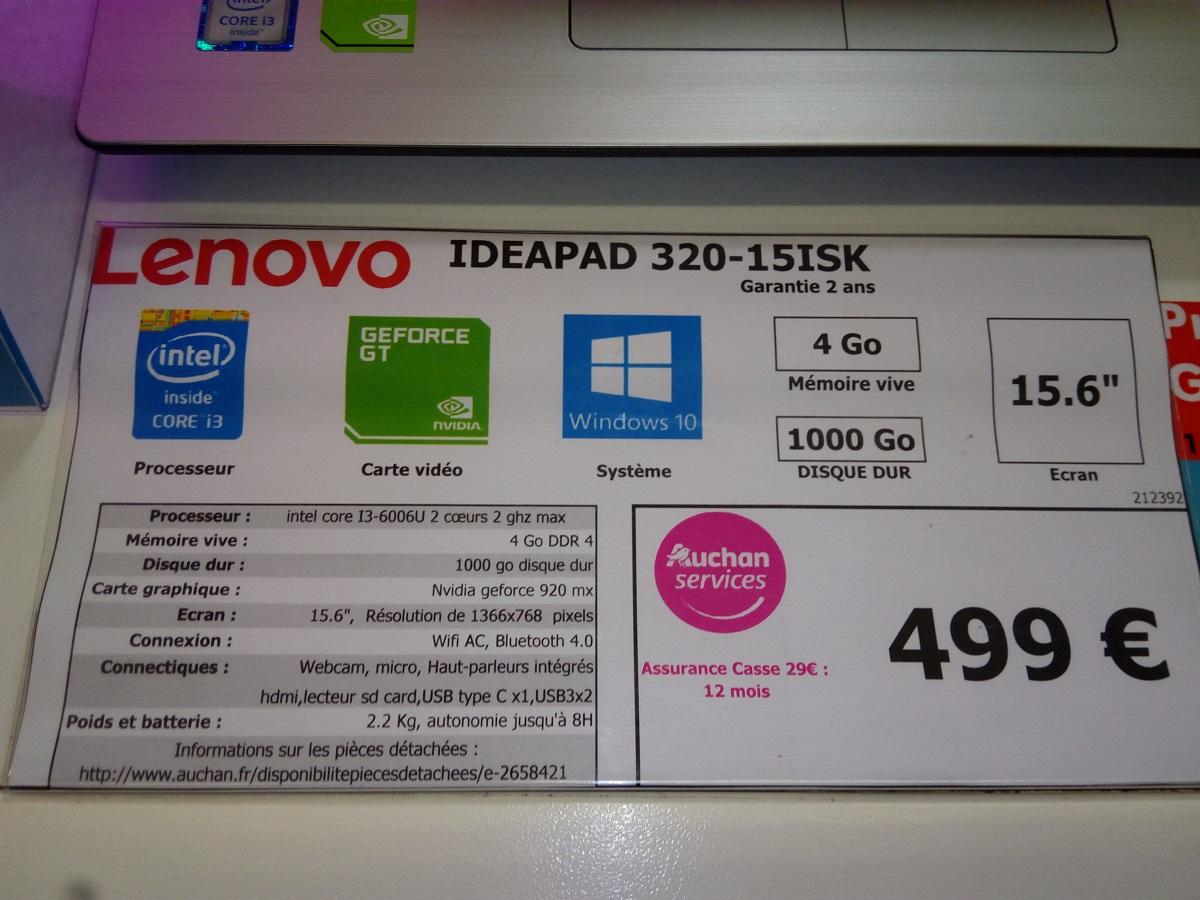 intel
CORE i3
inside™
Lenovo
IDEAPAD 320-15ISK
Garantie 2 ans
intel
inside™
CORE i3
Processeur
GEFORCE
GT
NVIDIA
Carte vidéo
Windows 10
Système
4 Go
Mémoire vive
1000 Go
DISQUE DUR
15.6"
Ecran
212392
Processeur : intel core I3-6006U 2 cœurs 2 ghz max
Mémoire vive : 4 Go DDR 4
Disque dur : 1000 go disque dur
Carte graphique : Nvidia geforce 920 mx
Ecran : 15.6", Résolution de 1366x768 pixels
Connexion : Wifi AC, Bluetooth 4.0
Connectiques : Webcam, micro, Haut-parleurs intégrés
hdmi,lecteur sd card,USB type C x1,USB3x2
Poids et batterie : 2.2 Kg, autonomie jusqu'à 8H
Informations sur les pièces détachées :
http://www.auchan.fr/disponibilitepiecesdetachees/e-2658421
Auchan
services
Assurance Casse 29€ :
12 mois
499 €